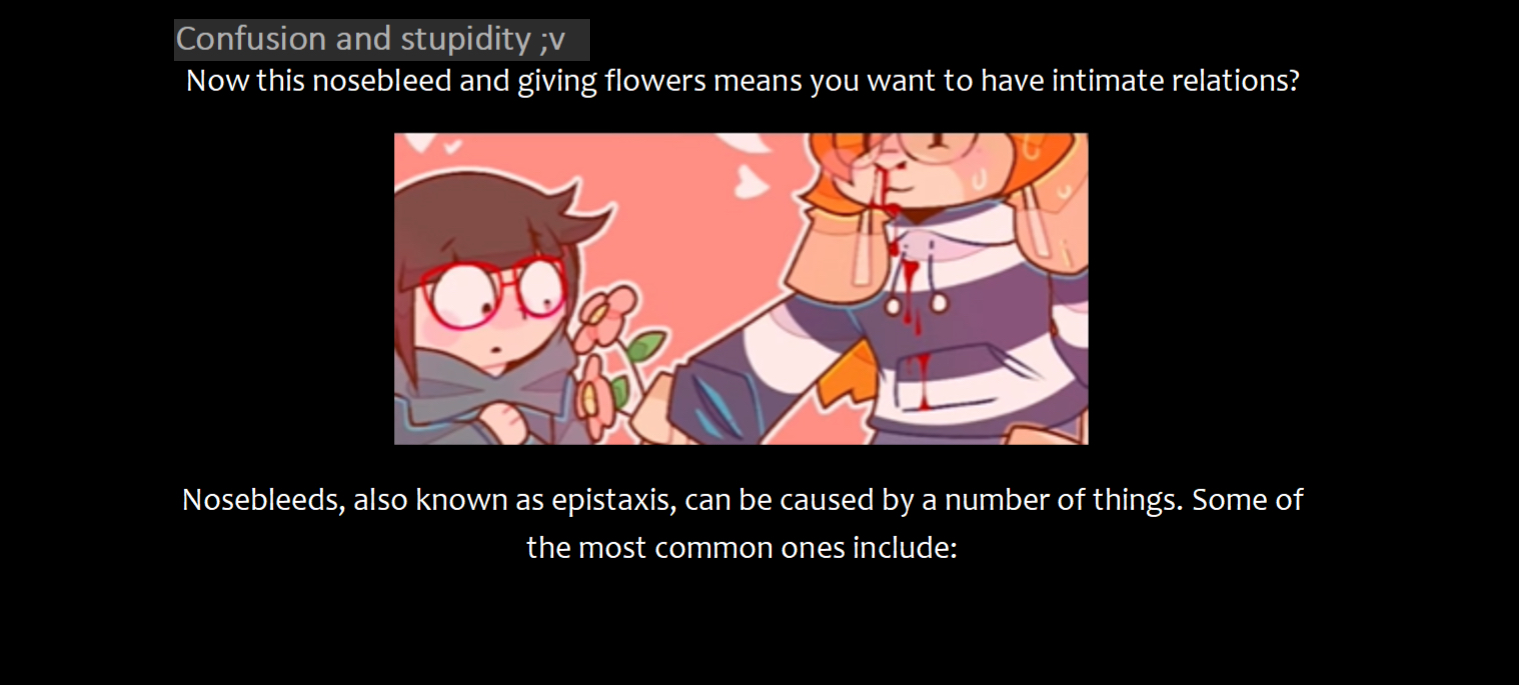 Confusion and stupidity ;v
Now this nosebleed and giving flowers means you want to have intimate relations?
Nosebleeds, also known as epistaxis, can be caused by a number of things. Some of
the most common ones include: